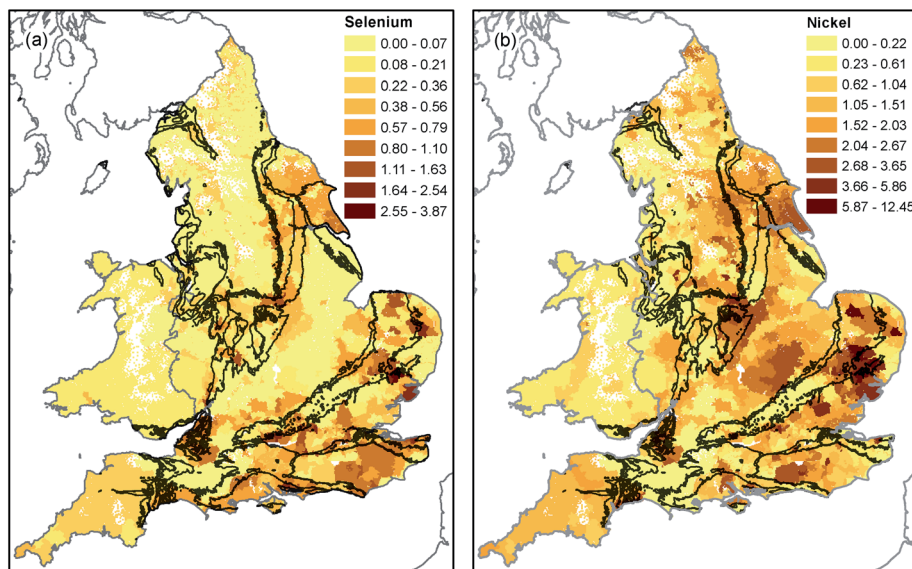 (a)
Selenium
0.00 - 0.07
0.08 - 0.21
0.22 - 0.36
0.38 - 0.56
0.57 - 0.79
0.80 - 1.10
1.11 - 1.63
1.64 - 2.54
2.55 - 3.87
(b)
Nickel
0.00 - 0.22
0.23 - 0.61
0.62 - 1.04
1.05 - 1.51
1.52 - 2.03
2.04 - 2.67
2.68 - 3.65
3.66 - 5.86
5.87 - 12.45